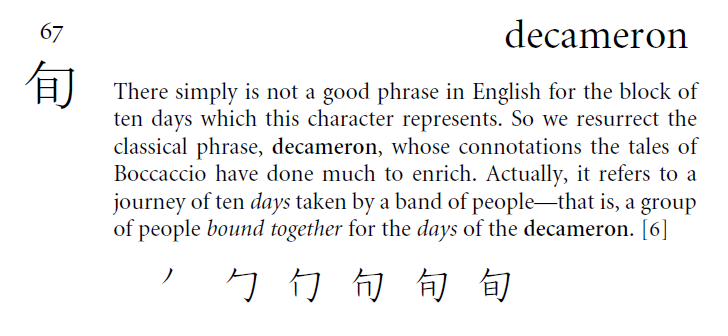 67
decameron
旬
There simply is not a good phrase in English for the block of
ten days which this character represents. So we resurrect the
classical phrase, decameron, whose connotations the tales of
Boccaccio have done much to enrich. Actually, it refers to a
journey of ten days taken by a band of people—that is, a group
of people bound together for the days of the decameron. [6]
丿 勹 勹 旬 旬 旬